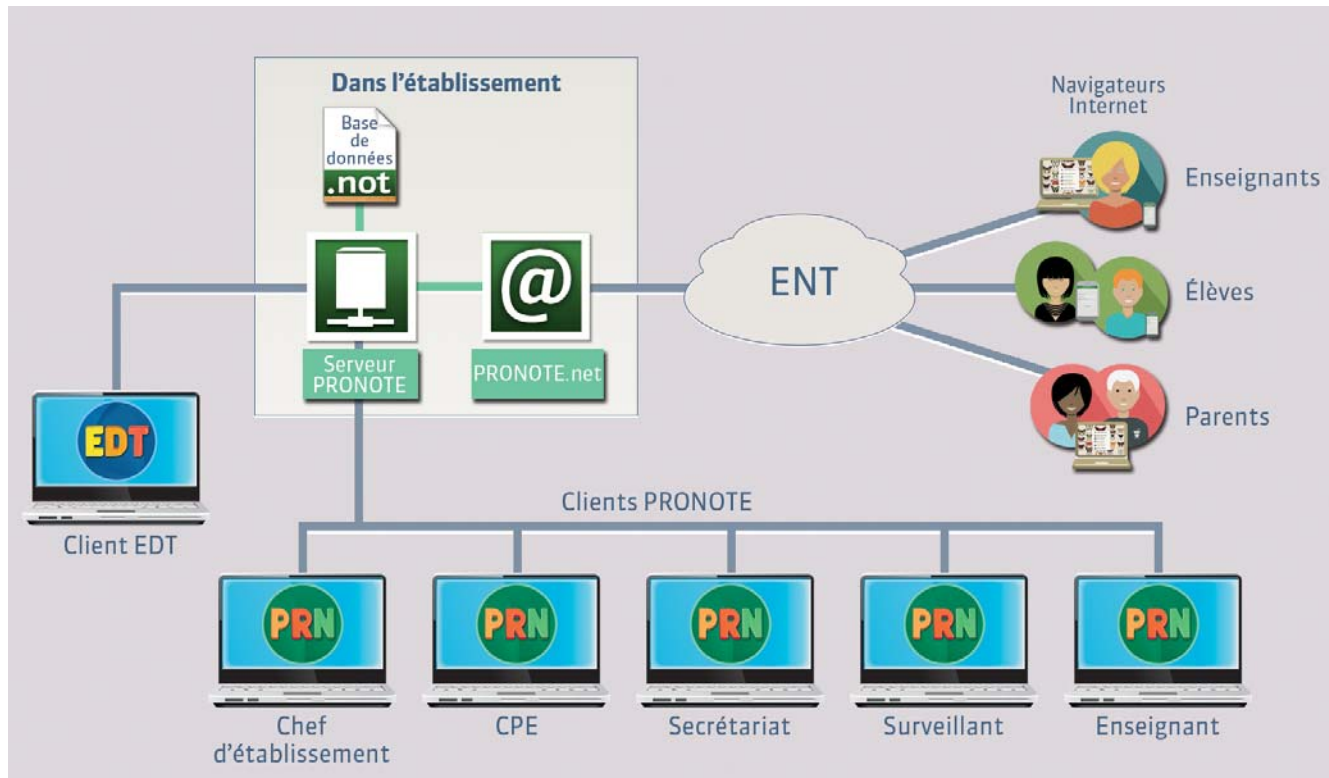 Dans l'établissement
Base
de
données
.not
Serveur
PRONOTE
@
PRONOTE.net
ENT
Navigateurs
Internet
Enseignants
Élèves
Parents
EDT
Client EDT
Clients PRONOTE
PRN
PRN
PRN
PRN
PRN
Chef
d'établissement
CPE
Secrétariat
Surveillant
Enseignant